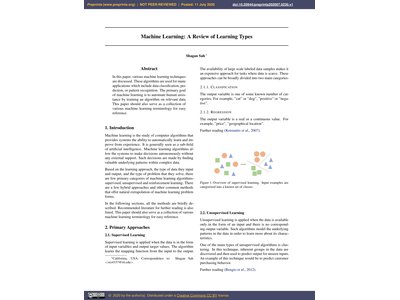 Preprints (www.preprints.org) | NOT PEER-REVIEWED | Posted: 11 July 2020
doi:10.20944/preprints202007.0230.v1
Machine Learning: A Review of Learning Types
Shagan Sah
Abstract
In this paper, various machine learning techniques
are discussed. These algorithms are used for many
applications which include data classification, prediction,
or pattern recognition. The primary goal
of machine learning is to automate human assistance
by training an algorithm on relevant data.
This paper should also serve as a collection of
various machine learning terminology for easy
reference.
1. Introduction
Machine learning is the study of computer algorithms that
provides systems the ability to automatically learn and improve
from experience. It is generally seen as a sub-field
of artificial intelligence. Machine learning algorithms allow
the systems to make decisions autonomously without
any external support. Such decisions are made by finding
valuable underlying patterns within complex data.
Based on the learning approach, the type of data they input
and output, and the type of problem that they solve, there
are few primary categories of machine learning algorithms-
supervised, unsupervised and reinforcement learning. There
are a few hybrid approaches and other common methods
that offer natural extrapolation of machine learning problem
forms.
In the following sections, all the methods are briefly described.
Recommended literature for further reading is also
listed. This paper should also serve as a collection of various
machine learning terminology for easy reference.
2. Primary Approaches
2.1. Supervised Learning
Supervised learning is applied when the data is in the form
of input variables and output target values. The algorithm
learns the mapping function from the input to the output.
California, USA. Correspondence to: Shagan Sah
The availability of large scale labeled data samples makes it
an expensive approach for tasks where data is scarce. These
approaches can be broadly divided into two main categories
2.1.1. CLASSIFICATION
The output variable is one of some known number of categories.
For example, "cat" or "dog", "positive" or "negative".
2.1.2. REGRESSION
The output variable is a real or a continuous value. For
example, "price", "geographical location".
Further reading (Kotsiantis et al., 2007).
Figure 1. Overview of supervised learning. Input examples are
categorized into a known set of classes.
2.2. Unsupervised Learning
Unsupervised learning is applied when the data is available
only in the form of an input and there is no corresponding
output variable. Such algorithms model the underlying
patterns in the data in order to learn more about its characteristics.
One of the main types of unsupervised algorithms is clustering.
In this technique, inherent groups in the data are
discovered and then used to predict output for unseen inputs.
An example of this technique would be to predict customer
purchasing behavior.
Further reading (Bengio et al., 2012).
© 2020 by the author(s). Distributed under a Creative Commons CC BY license.